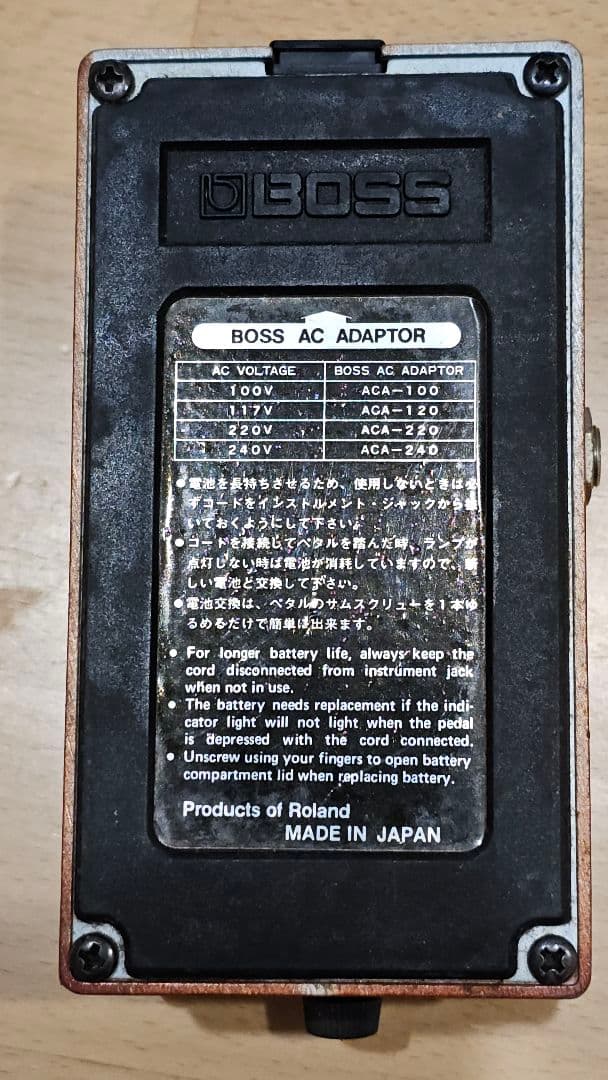 BOSS
BOSS AC ADAPTOR
AC VOLTAGE BOSS AC ADAPTOR
100V ACA-100
117V ACA-120
220V ACA-220
240V ACA-240
●電池を長持ちさせるため、使用しないときは必
ずコードをインストルメント・ジャックから
いておくようにして下さい。
●コードを接続してペタルを踏んだ時、ランプが
点灯しない時は電池が消耗していますので、新
しい電池と交換して下さい。
●電池交換は、ペタルのサムスクリューを1本ゆ
るめるだけで簡単に出来ます。
● For longer battery life, always keep the
cord disconnected from instrument jack
when not in use.
● The battery needs replacement if the indi-
cator light will not light when the pedal
is depressed with the cord connected.
● Unscrew using your fingers to open battery
compartment lid when replacing battery.
Products of Roland
MADE IN JAPAN